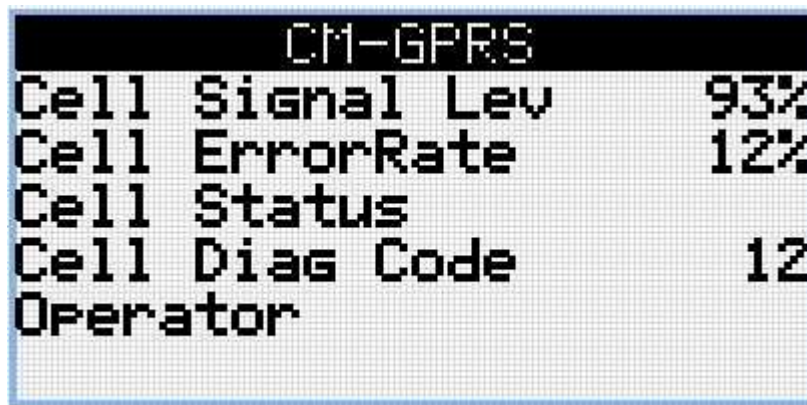 CM-GPRS
Cell Signal Lev 93%
Cell ErrorRate 12%
Cell Status
Cell Diag Code 12
Operator